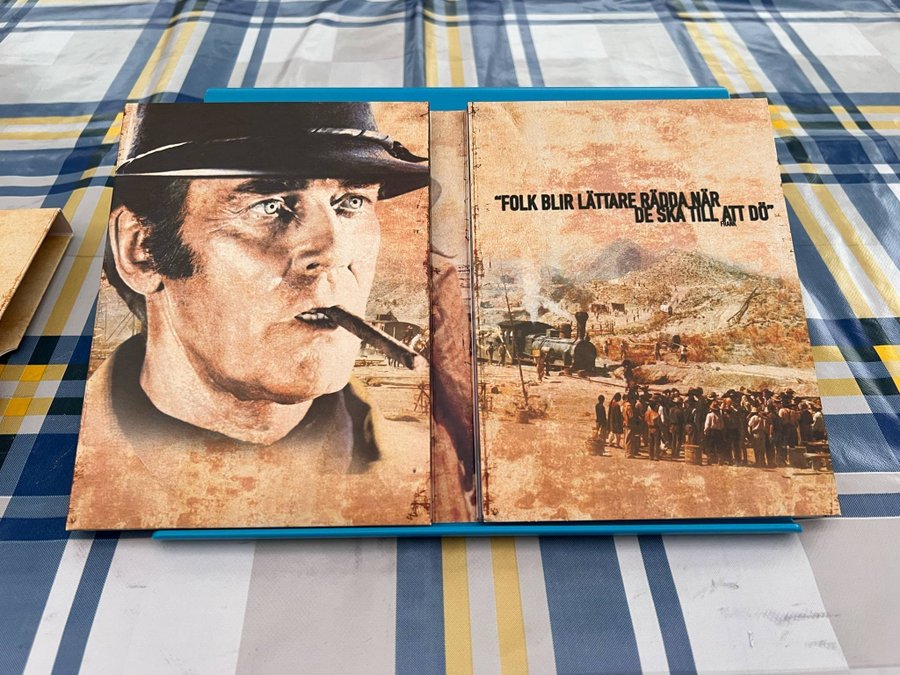 "FOLK BLIR LÄTTARE RÄDDA NÄR
DE SKA TILL ATT DÖ"
FRANK